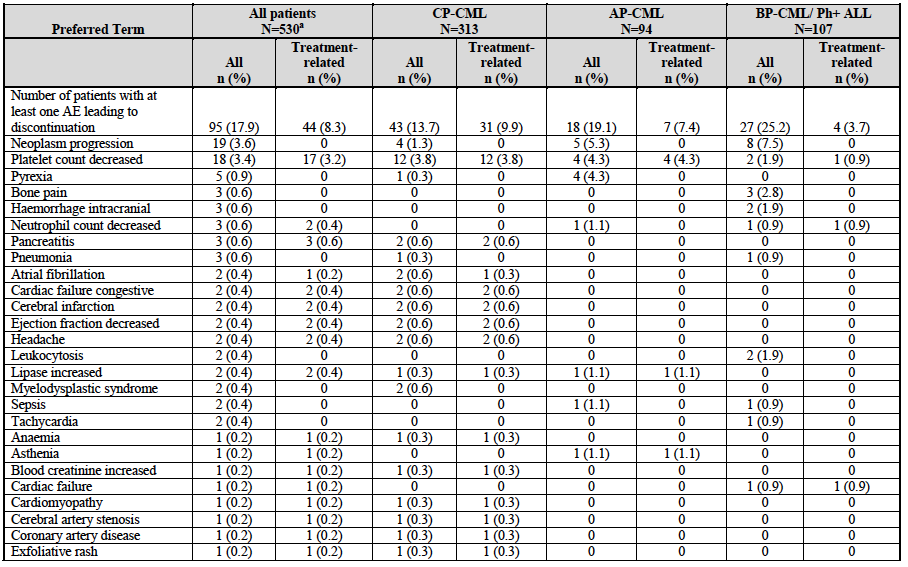 Preferred Term | All patients N=530a | CP-CML N=313 | AP-CML N=94 | BP-CML/ Ph+ ALL N=107
All n (%) | Treatment-related n (%) | All n (%) | Treatment-related n (%) | All n (%) | Treatment-related n (%) | All n (%) | Treatment-related n (%)
Number of patients with at least one AE leading to discontinuation | 95 (17.9) | 44 (8.3) | 43 (13.7) | 31 (9.9) | 18 (19.1) | 7 (7.4) | 27 (25.2) | 4 (3.7)
Neoplasm progression | 19 (3.6) | 0 | 4 (1.3) | 0 | 5 (5.3) | 0 | 8 (7.5) | 0
Platelet count decreased | 18 (3.4) | 17 (3.2) | 12 (3.8) | 12 (3.8) | 4 (4.3) | 4 (4.3) | 2 (1.9) | 1 (0.9)
Pyrexia | 5 (0.9) | 0 | 1 (0.3) | 0 | 4 (4.3) | 0 | 0 | 0
Bone pain | 3 (0.6) | 0 | 0 | 0 | 0 | 0 | 3 (2.8) | 0
Haemorrhage intracranial | 3 (0.6) | 0 | 0 | 0 | 0 | 0 | 2 (1.9) | 0
Neutrophil count decreased | 3 (0.6) | 2 (0.4) | 0 | 0 | 1 (1.1) | 0 | 1 (0.9) | 1 (0.9)
Pancreatitis | 3 (0.6) | 3 (0.6) | 2 (0.6) | 2 (0.6) | 0 | 0 | 0 | 0
Pneumonia | 3 (0.6) | 0 | 1 (0.3) | 0 | 0 | 0 | 1 (0.9) | 0
Atrial fibrillation | 2 (0.4) | 1 (0.2) | 2 (0.6) | 1 (0.3) | 0 | 0 | 0 | 0
Cardiac failure congestive | 2 (0.4) | 2 (0.4) | 2 (0.6) | 2 (0.6) | 0 | 0 | 0 | 0
Cerebral infarction | 2 (0.4) | 2 (0.4) | 2 (0.6) | 2 (0.6) | 0 | 0 | 0 | 0
Ejection fraction decreased | 2 (0.4) | 2 (0.4) | 2 (0.6) | 2 (0.6) | 0 | 0 | 0 | 0
Headache | 2 (0.4) | 2 (0.4) | 2 (0.6) | 2 (0.6) | 0 | 0 | 0 | 0
Leukocytosis | 2 (0.4) | 0 | 0 | 0 | 0 | 0 | 2 (1.9) | 0
Lipase increased | 2 (0.4) | 2 (0.4) | 1 (0.3) | 1 (0.3) | 1 (1.1) | 1 (1.1) | 0 | 0
Myelodysplastic syndrome | 2 (0.4) | 0 | 2 (0.6) | 0 | 0 | 0 | 0 | 0
Sepsis | 2 (0.4) | 0 | 0 | 0 | 1 (1.1) | 0 | 1 (0.9) | 0
Tachycardia | 2 (0.4) | 0 | 0 | 0 | 0 | 0 | 1 (0.9) | 0
Anaemia | 1 (0.2) | 1 (0.2) | 1 (0.3) | 1 (0.3) | 0 | 0 | 0 | 0
Asthenia | 1 (0.2) | 1 (0.2) | 0 | 0 | 1 (1.1) | 1 (1.1) | 0 | 0
Blood creatinine increased | 1 (0.2) | 1 (0.2) | 1 (0.3) | 1 (0.3) | 0 | 0 | 0 | 0
Cardiac failure | 1 (0.2) | 1 (0.2) | 0 | 0 | 0 | 0 | 1 (0.9) | 1 (0.9)
Cardiomyopathy | 1 (0.2) | 1 (0.2) | 1 (0.3) | 1 (0.3) | 0 | 0 | 0 | 0
Cerebral artery stenosis | 1 (0.2) | 1 (0.2) | 1 (0.3) | 1 (0.3) | 0 | 0 | 0 | 0
Coronary artery disease | 1 (0.2) | 1 (0.2) | 1 (0.3) | 1 (0.3) | 0 | 0 | 0 | 0
Exfoliative rash | 1 (0.2) | 1 (0.2) | 1 (0.3) | 1 (0.3) | 0 | 0 | 0 | 0